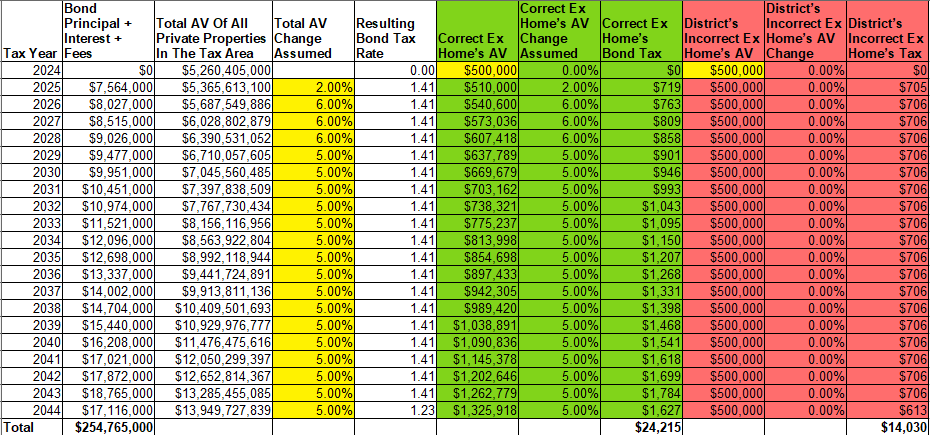 Tax Year | Bond Principal + Interest + Fees | Total AV Of All Private Properties In The Tax Area | Total AV Change Assumed | Resulting Bond Tax Rate | Correct Ex Home's AV | Correct Ex Home's AV Change Assumed | Correct Ex Home's Bond Tax | District's Incorrect Ex Home's AV | District's Incorrect Ex Home's AV Change | District's Incorrect Ex Home's Tax
2024 $0 $5,260,405,000 0.00 $500,000 0.00% $0 $500,000 0.00% $0
2025 $7,564,000 $5,365,613,100 2.00% 1.41 $510,000 2.00% $719 $500,000 0.00% $705
2026 $8,027,000 $5,687,549,886 6.00% 1.41 $540,600 6.00% $763 $500,000 0.00% $706
2027 $8,515,000 $6,028,802,879 6.00% 1.41 $573,036 6.00% $809 $500,000 0.00% $706
2028 $9,026,000 $6,390,531,052 6.00% 1.41 $607,418 6.00% $858 $500,000 0.00% $706
2029 $9,477,000 $6,710,057,605 5.00% 1.41 $637,789 5.00% $901 $500,000 0.00% $706
2030 $9,951,000 $7,045,560,485 5.00% 1.41 $669,679 5.00% $946 $500,000 0.00% $706
2031 $10,451,000 $7,397,838,509 5.00% 1.41 $703,162 5.00% $993 $500,000 0.00% $706
2032 $10,974,000 $7,767,730,434 5.00% 1.41 $738,321 5.00% $1,043 $500,000 0.00% $706
2033 $11,521,000 $8,156,116,956 5.00% 1.41 $775,237 5.00% $1,095 $500,000 0.00% $706
2034 $12,096,000 $8,563,922,804 5.00% 1.41 $813,998 5.00% $1,150 $500,000 0.00% $706
2035 $12,698,000 $8,992,118,944 5.00% 1.41 $854,698 5.00% $1,207 $500,000 0.00% $706
2036 $13,337,000 $9,441,724,891 5.00% 1.41 $897,433 5.00% $1,268 $500,000 0.00% $706
2037 $14,002,000 $9,913,811,136 5.00% 1.41 $942,305 5.00% $1,331 $500,000 0.00% $706
2038 $14,704,000 $10,409,501,693 5.00% 1.41 $989,420 5.00% $1,398 $500,000 0.00% $706
2039 $15,440,000 $10,929,976,777 5.00% 1.41 $1,038,891 5.00% $1,468 $500,000 0.00% $706
2040 $16,208,000 $11,476,475,616 5.00% 1.41 $1,090,836 5.00% $1,541 $500,000 0.00% $706
2041 $17,021,000 $12,050,299,397 5.00% 1.41 $1,145,378 5.00% $1,618 $500,000 0.00% $706
2042 $17,872,000 $12,652,814,367 5.00% 1.41 $1,202,646 5.00% $1,699 $500,000 0.00% $706
2043 $18,765,000 $13,285,455,085 5.00% 1.41 $1,262,779 5.00% $1,784 $500,000 0.00% $706
2044 $17,116,000 $13,949,727,839 5.00% 1.23 $1,325,918 5.00% $1,627 $500,000 0.00% $613
Total $254,765,000 $24,215 $14,030